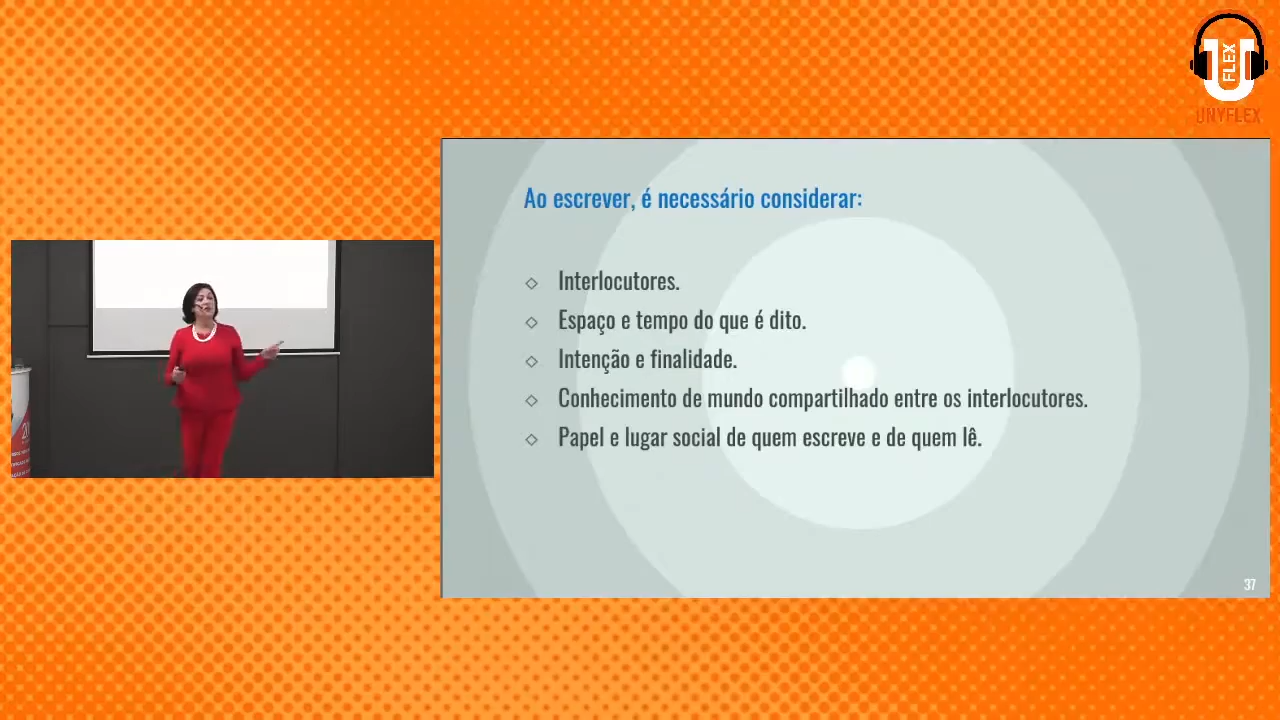 FLEX
UNYFLEX
Ao escrever, é necessário considerar:
Interlocutores.
Espaço e tempo do que é dito.
Intenção e finalidade.
Conhecimento de mundo compartilhado entre os interlocutores.
Papel e lugar social de quem escreve e de quem lê.
37